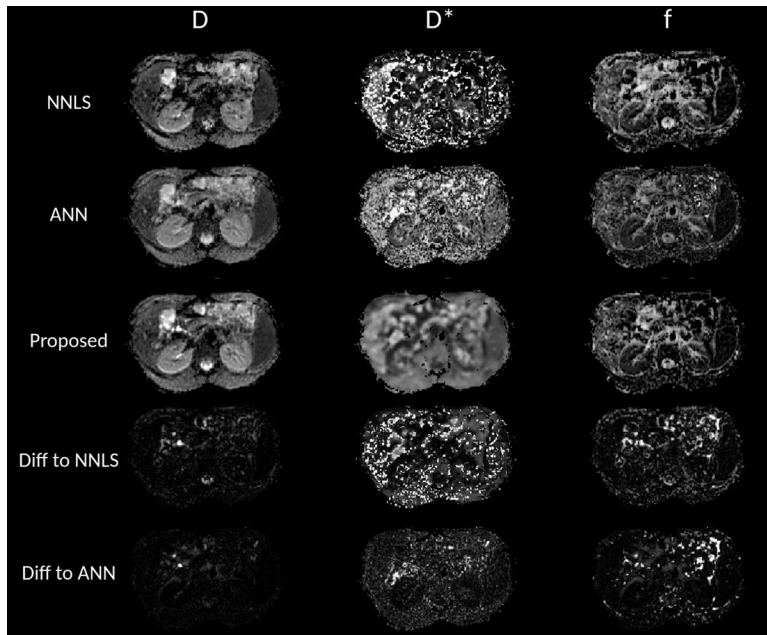 D D* f
NNLS
ANN
Proposed
Diff to NNLS
Diff to ANN